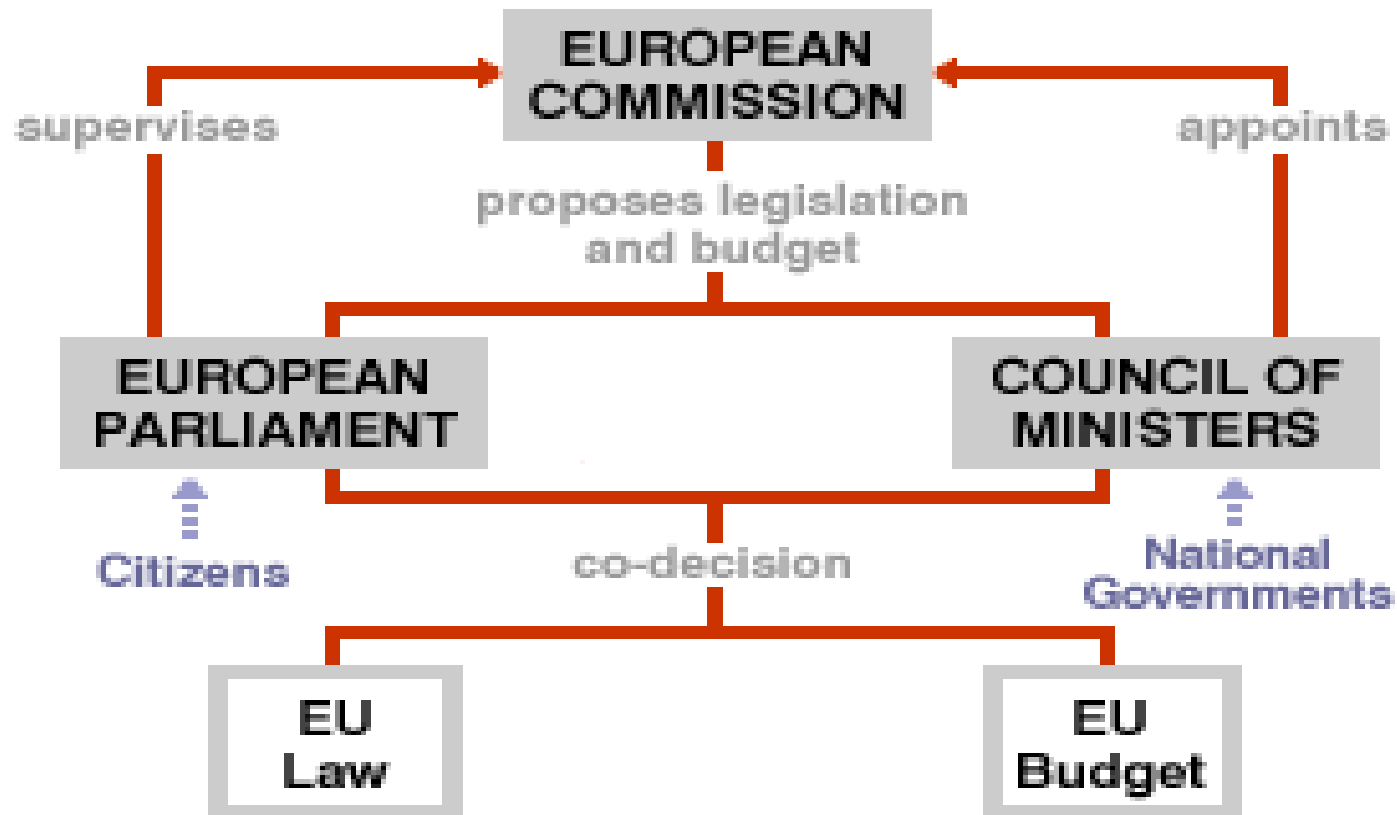 EUROPEAN
COMMISSION
supervises
appoints
proposes legislation
and budget
EUROPEAN
PARLIAMENT
COUNCIL OF
MINISTERS
Citizens
co-decision
National
Governments
EU
Law
EU
Budget